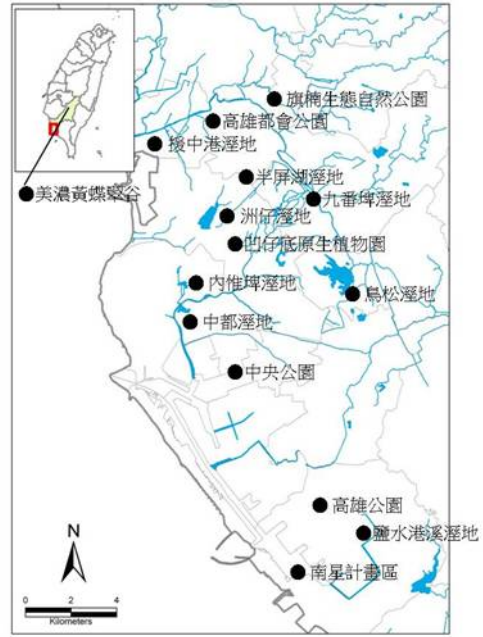 旗楠生態自然公園
高雄都會公園
援中港溼地
半屏湖溼地
美濃黃蝶翠谷
九番埤溼地
洲仔溼地
凹仔底原生植物園
內惟埤溼地
鳥松溼地
中都溼地
中央公園
高雄公園
鹽水港溪溼地
南星計畫區
N
0 2 4
Kilometers